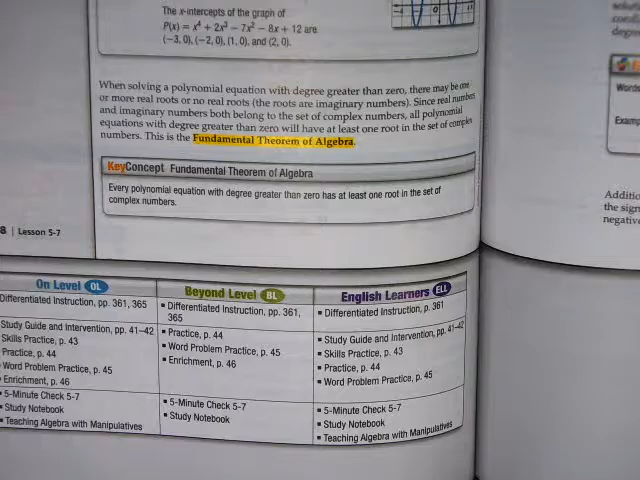 The x-intercepts of the graph of
P(x) = x⁴ + 2x³ − 7x² − 8x + 12 are
(−3, 0), (−2, 0), (1, 0), and (2, 0).
−4
0
4
When solving a polynomial equation with degree greater than zero, there may be one
or more real roots or no real roots (the roots are imaginary numbers). Since real numbers
and imaginary numbers both belong to the set of complex numbers, all polynomial
equations with degree greater than zero will have at least one root in the set of complex
numbers. This is the Fundamental Theorem of Algebra.
KeyConcept Fundamental Theorem of Algebra
Every polynomial equation with degree greater than zero has at least one root in the set of
complex numbers.
8 | Lesson 5-7
On Level OL
Differentiated Instruction, pp. 361, 365
Study Guide and Intervention, pp. 41–42
Skills Practice, p. 43
Practice, p. 44
Word Problem Practice, p. 45
Enrichment, p. 46
5-Minute Check 5-7
Study Notebook
Teaching Algebra with Manipulatives
Beyond Level BL
Differentiated Instruction, pp. 361,
365
Practice, p. 44
Word Problem Practice, p. 45
Enrichment, p. 46
5-Minute Check 5-7
Study Notebook
English Learners ELL
Differentiated Instruction, p. 361
Study Guide and Intervention, pp. 41–42
Skills Practice, p. 43
Practice, p. 44
Word Problem Practice, p. 45
5-Minute Check 5-7
Study Notebook
Teaching Algebra with Manipulatives
degre
Words
Examp
Additio
the sign
negative